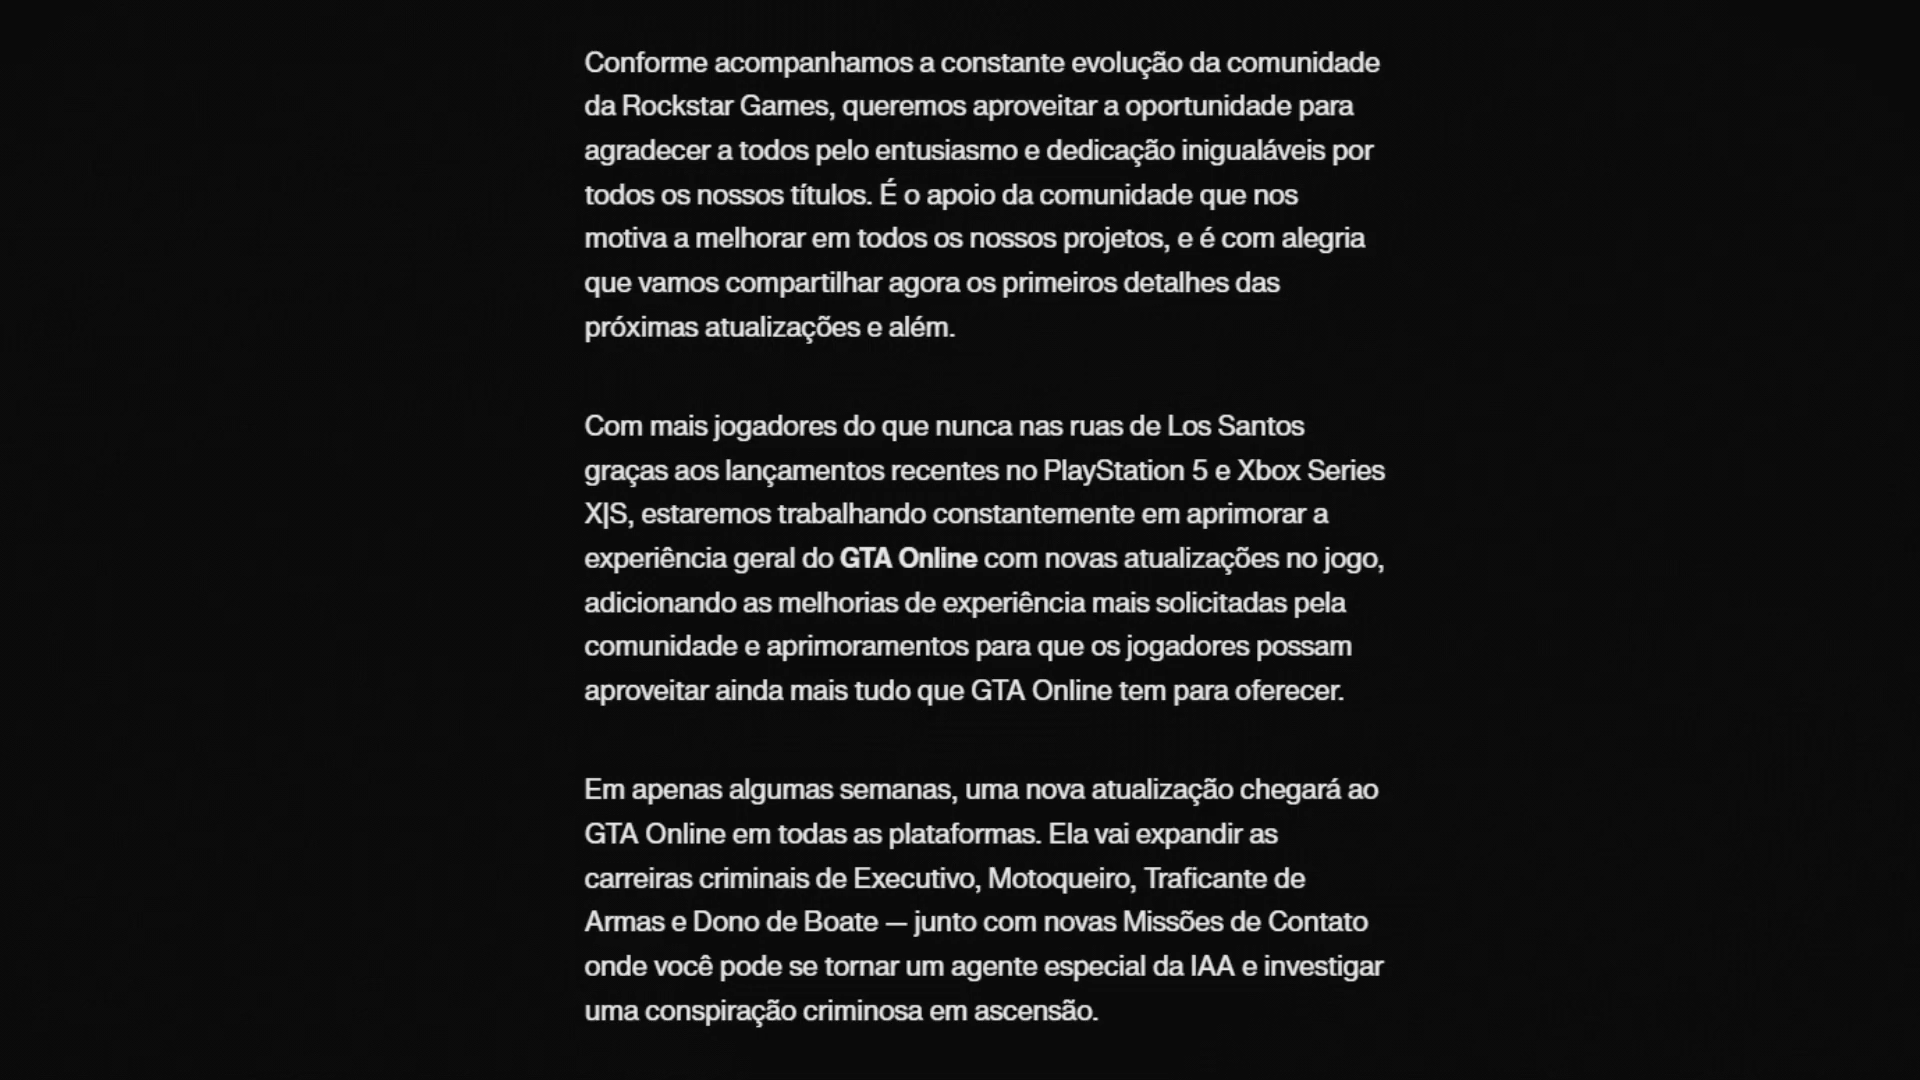 Conforme acompanhamos a constante evolução da comunidade
da Rockstar Games, queremos aproveitar a oportunidade para
agradecer a todos pelo entusiasmo e dedicação inigualáveis por
todos os nossos títulos. É o apoio da comunidade que nos
motiva a melhorar em todos os nossos projetos, e é com alegria
que vamos compartilhar agora os primeiros detalhes das
próximas atualizações e além.
Com mais jogadores do que nunca nas ruas de Los Santos
graças aos lançamentos recentes no PlayStation 5 e Xbox Series
X|S, estaremos trabalhando constantemente em aprimorar a
experiência geral do GTA Online com novas atualizações no jogo,
adicionando as melhorias de experiência mais solicitadas pela
comunidade e aprimoramentos para que os jogadores possam
aproveitar ainda mais tudo que GTA Online tem para oferecer.
Em apenas algumas semanas, uma nova atualização chegará ao
GTA Online em todas as plataformas. Ela vai expandir as
carreiras criminais de Executivo, Motoqueiro, Traficante de
Armas e Dono de Boate — junto com novas Missões de Contato
onde você pode se tornar um agente especial da IAA e investigar
uma conspiração criminosa em ascensão.